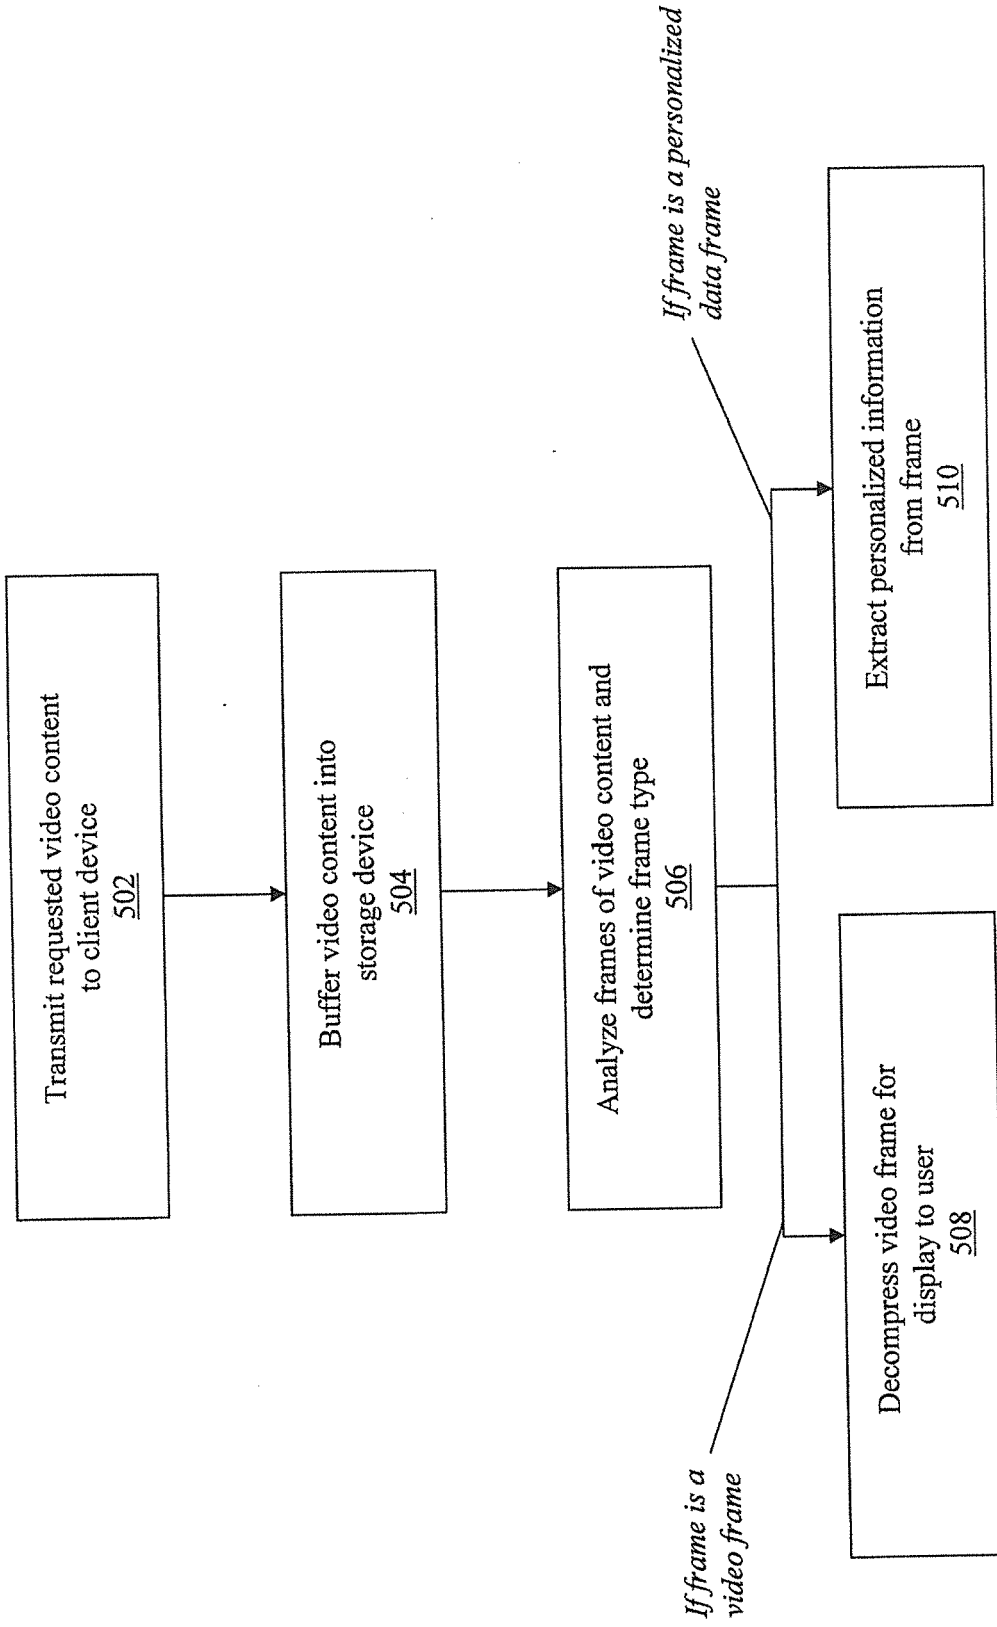 Transmit requested video content
to client device
502
Buffer video content into
storage device
504
Analyze frames of video content and
determine frame type
506
If frame is a
video frame
If frame is a personalized
data frame
Decompress video frame for
display to user
508
Extract personalized information
from frame
510